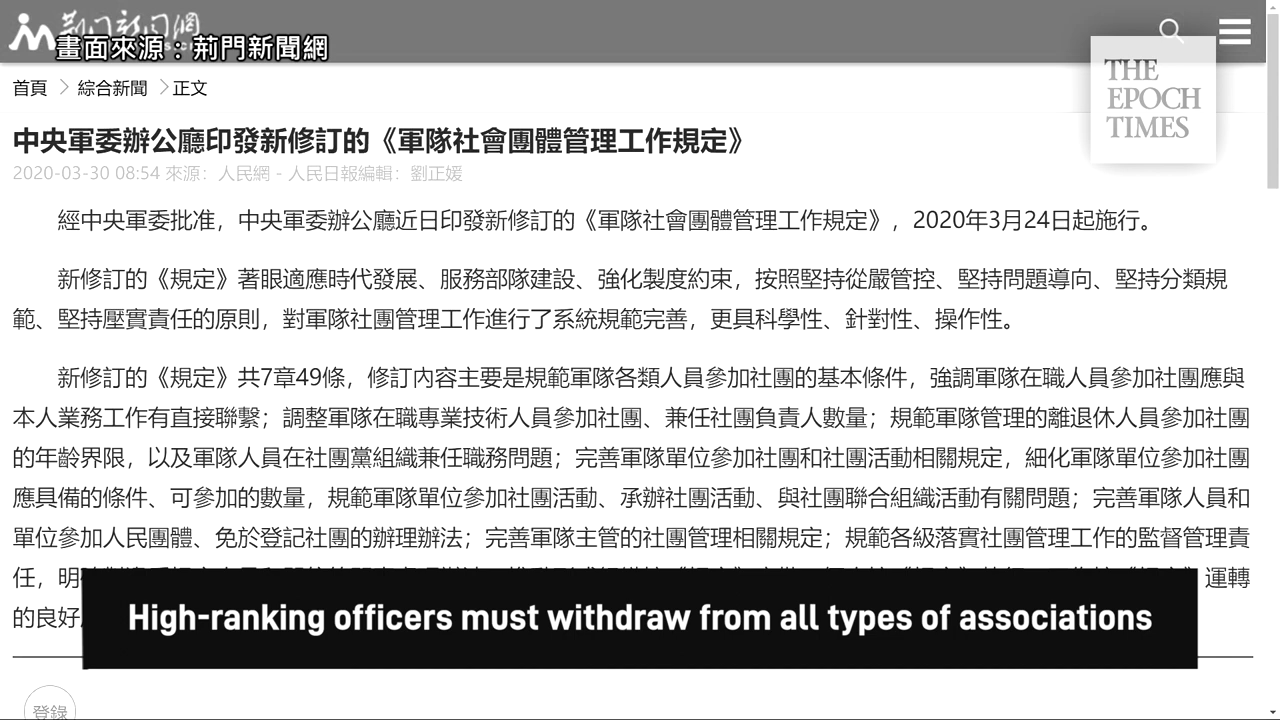 荊門新聞網
畫面來源：荊門新聞網
THE
EPOCH
TIMES
首頁 > 綜合新聞 > 正文
中央軍委辦公廳印發新修訂的《軍隊社會團體管理工作規定》
2020-03-30 08:54 來源：人民網 - 人民日報編輯：劉正媛
經中央軍委批准，中央軍委辦公廳近日印發新修訂的《軍隊社會團體管理工作規定》，2020年3月24日起施行。
新修訂的《規定》著眼適應時代發展、服務部隊建設、強化製度約束，按照堅持從嚴管控、堅持問題導向、堅持分類規
範、堅持壓實責任的原則，對軍隊社團管理工作進行了系統規範完善，更具科學性、針對性、操作性。
新修訂的《規定》共7章49條，修訂內容主要是規範軍隊各類人員參加社團的基本條件，強調軍隊在職人員參加社團應與
本人業務工作有直接聯繫；調整軍隊在職專業技術人員參加社團、兼任社團負責人數量；規範軍隊管理的離退休人員參加社團
的年齡界限，以及軍隊人員在社團黨組織兼任職務問題；完善軍隊單位參加社團和社團活動相關規定，細化軍隊單位參加社團
應具備的條件、可參加的數量，規範軍隊單位參加社團活動、承辦社團活動、與社團聯合組織活動有關問題；完善軍隊人員和
單位參加人民團體、免於登記社團的辦理辦法；完善軍隊主管的社團管理相關規定；規範各級落實社團管理工作的監督管理責
任，明 運轉
的良好
High-ranking officers must withdraw from all types of associations
登錄